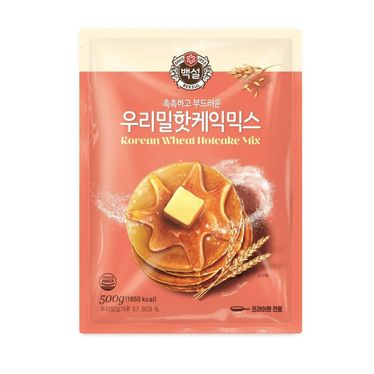 백설
BEKSUL
촉촉하고 부드러운
우리밀핫케익믹스
Korean Wheat Hotcake Mix
HACCP
500g(1850 kcal)
우리밀밀가루 57.859 %
프라이팬 전용